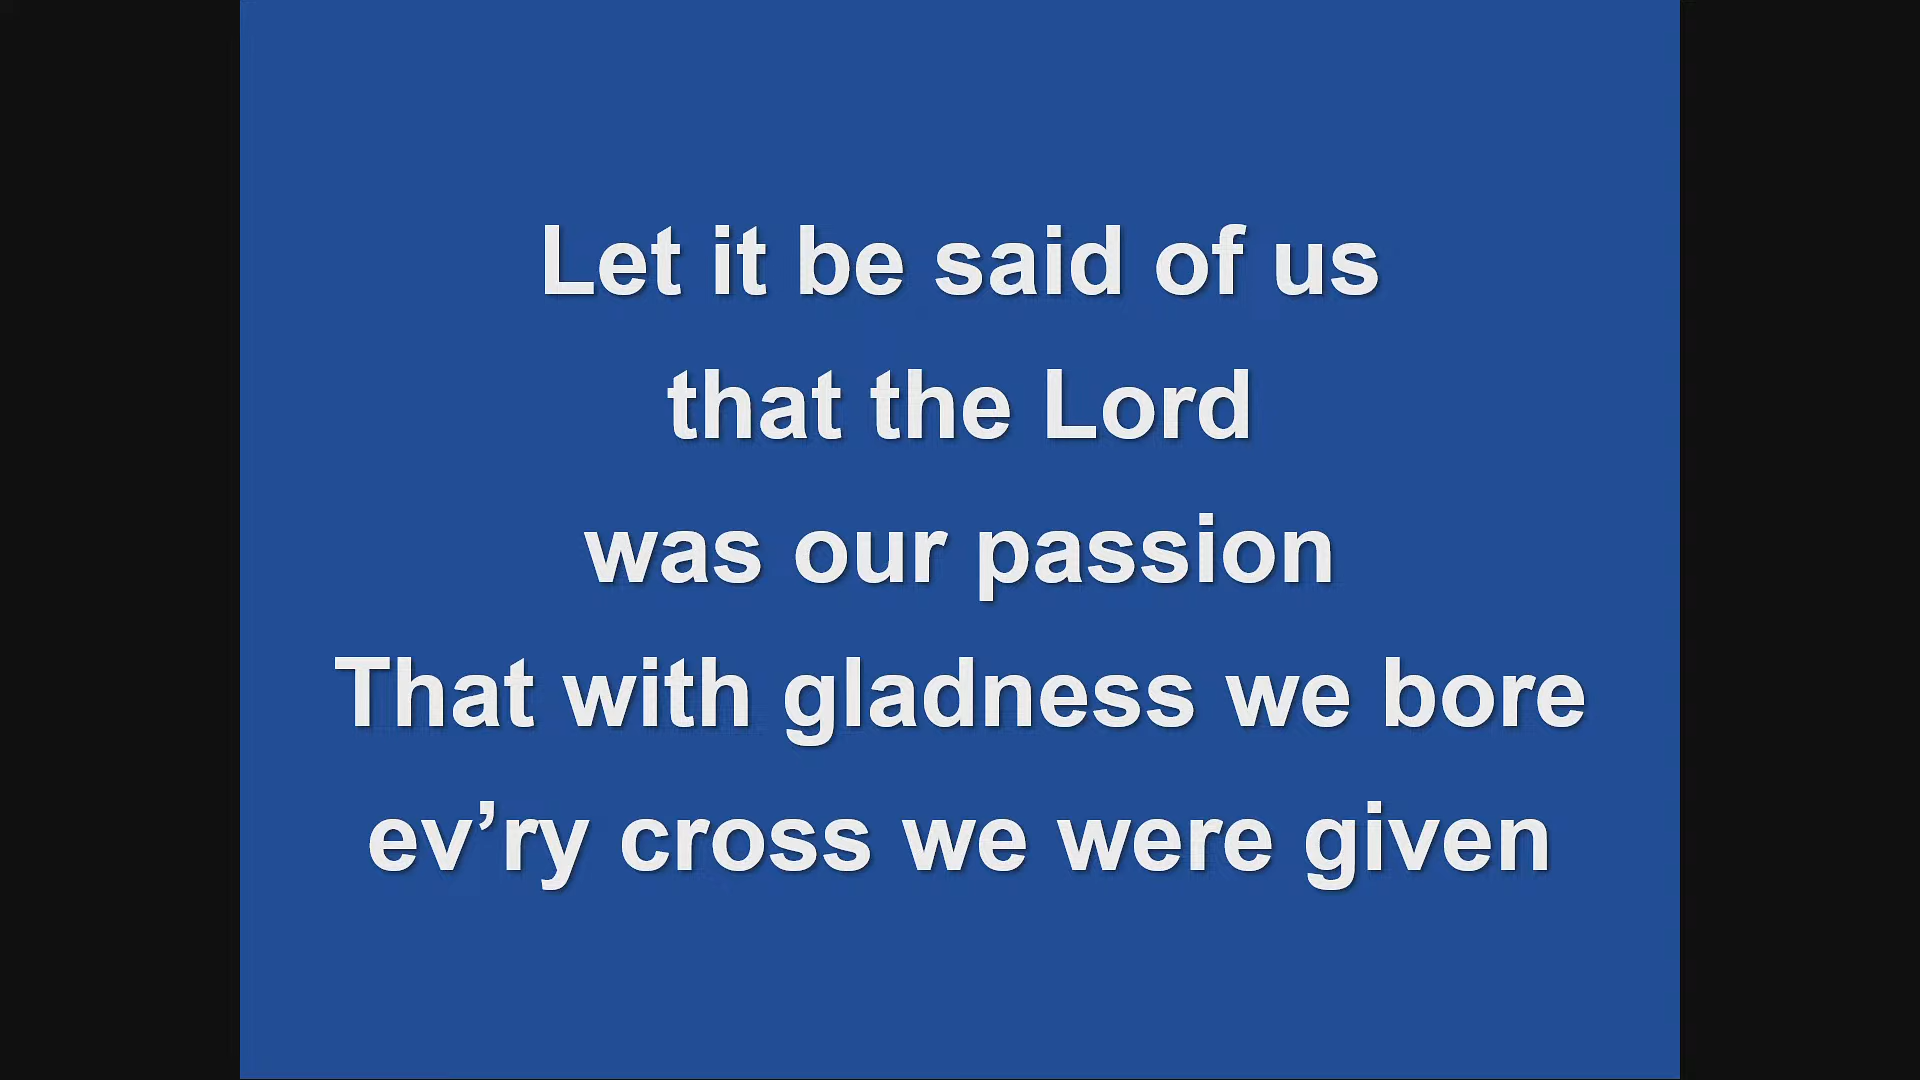 Let it be said of us
that the Lord
was our passion
That with gladness we bore
ev’ry cross we were given